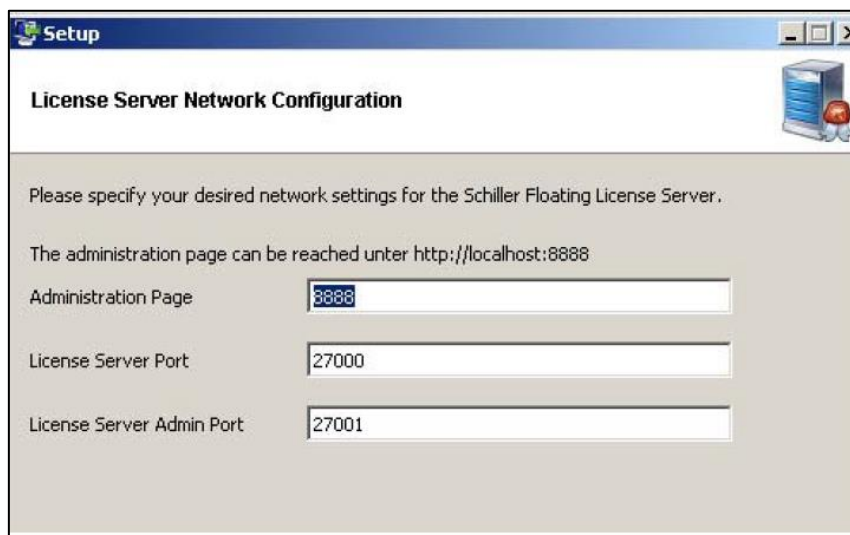 Setup
License Server Network Configuration
Please specify your desired network settings for the Schiller Floating License Server.
The administration page can be reached unter http://localhost:8888
Administration Page 8888
License Server Port 27000
License Server Admin Port 27001